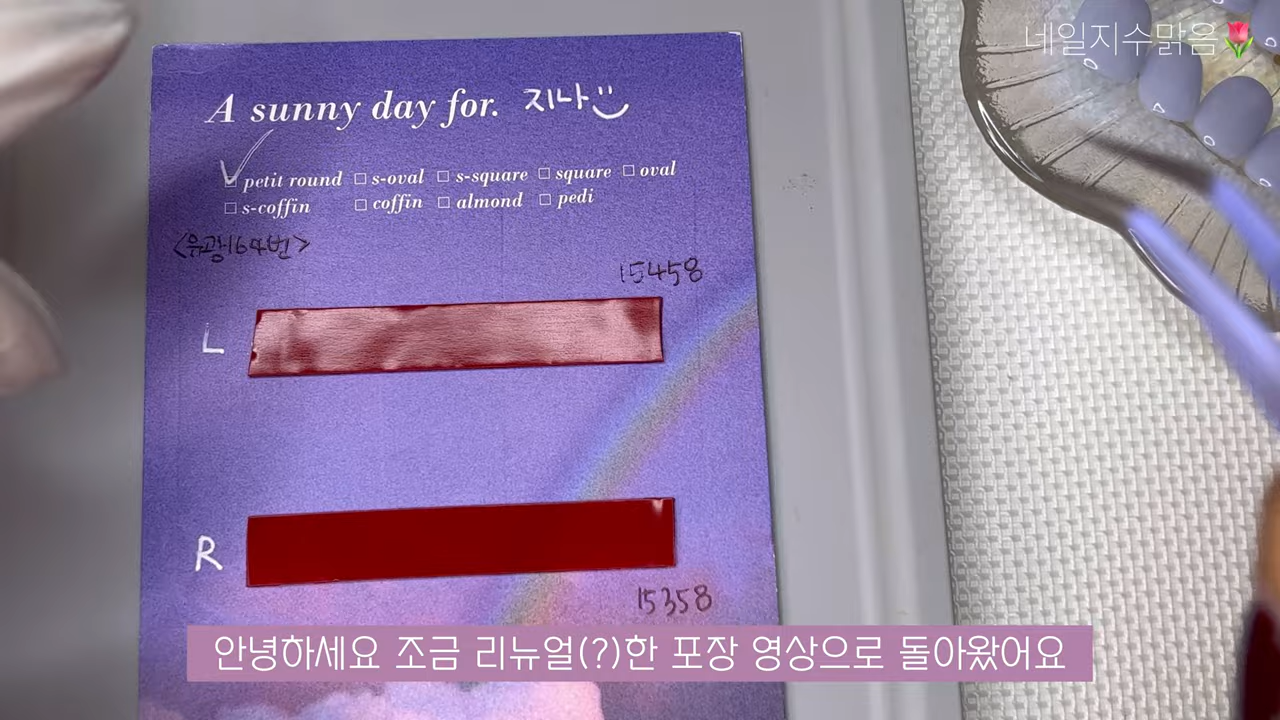 네일지수맑음🌷
A sunny day for. 지나
petit round □ s-oval □ s-square □ square □ oval
□ s-coffin □ coffin □ almond □ pedi
<유광164번>
15458
L
R
15358
안녕하세요 조금 리뉴얼(?)한 포장 영상으로 돌아왔어요